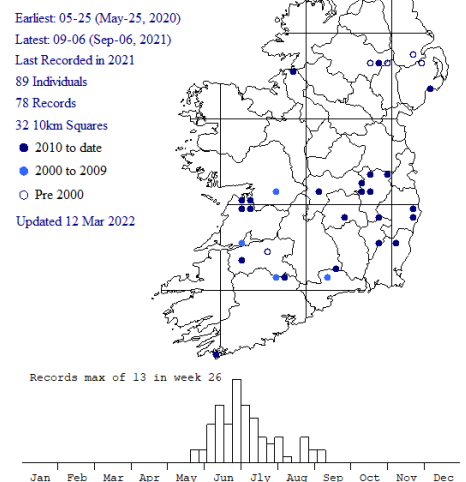 Earliest: 05-25 (May-25, 2020)
Latest: 09-06 (Sep-06, 2021)
Last Recorded in 2021
89 Individuals
78 Records
32 10km Squares
2010 to date
2000 to 2009
Pre 2000
Updated 12 Mar 2022
Records max of 13 in week 26
Jan Feb Mar Apr May Jun Jly Aug Sep Oct Nov Dec